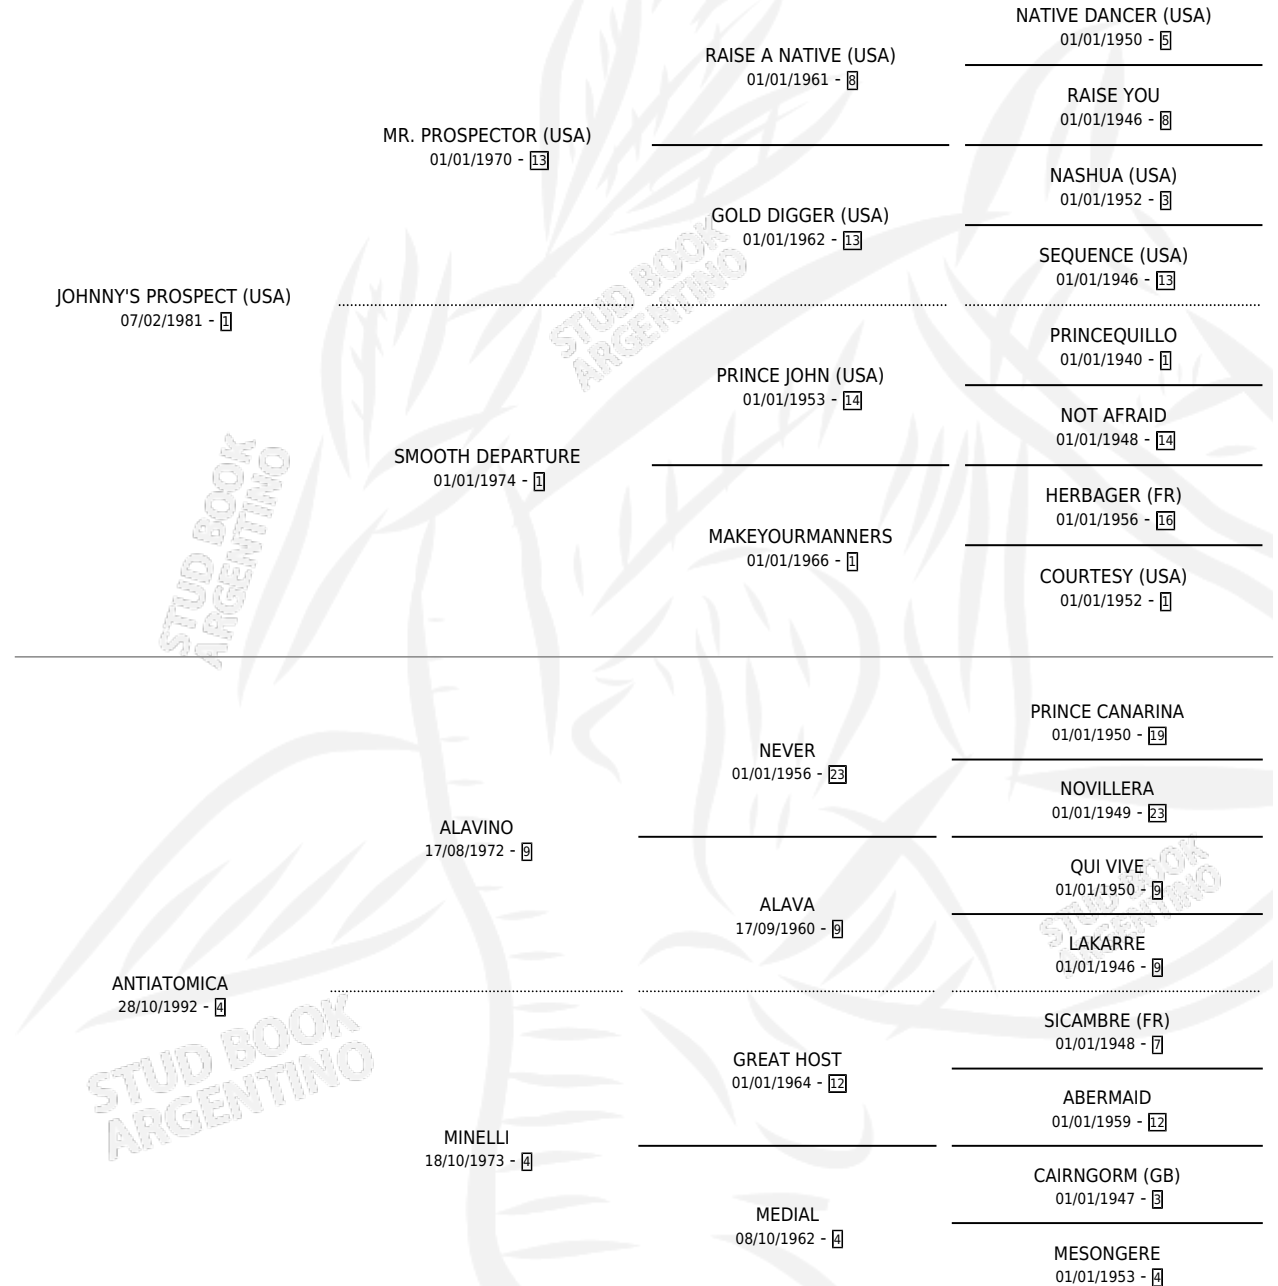 NATIVE DANCER (USA)
01/01/1950 - 5
RAISE A NATIVE (USA)
01/01/1961 - 8
RAISE YOU
01/01/1946 - 8
MR. PROSPECTOR (USA)
01/01/1970 - 13
NASHUA (USA)
01/01/1952 - 3
GOLD DIGGER (USA)
01/01/1962 - 13
SEQUENCE (USA)
01/01/1946 - 13
JOHNNY'S PROSPECT (USA)
07/02/1981 - 1
STUD BOOK
ARGENTINO
PRINCEQUILLO
01/01/1940 - 1
PRINCE JOHN (USA)
01/01/1953 - 14
NOT AFRAID
01/01/1948 - 14
SMOOTH DEPARTURE
01/01/1974 - 1
HERBAGER (FR)
01/01/1956 - 16
MAKEYOURMANNERS
01/01/1966 - 1
COURTESY (USA)
01/01/1952 - 1
STUD BOOK
ARGENTINO
PRINCE CANARINA
01/01/1950 - 19
NEVER
01/01/1956 - 23
NOVILLERA
01/01/1949 - 23
ALAVINO
17/08/1972 - 9
QUI VIVE
01/01/1950 - 9
ALAVA
17/09/1960 - 9
LAKARRE
01/01/1946 - 9
STUD BOOK
ARGENTINO
ANTIATOMICA
28/10/1992 - 4
SICAMBRE (FR)
01/01/1948 - 7
GREAT HOST
01/01/1964 - 12
ABERMAID
01/01/1959 - 12
STUD BOOK
ARGENTINO
MINELLI
18/10/1973 - 4
CAIRNGORM (GB)
01/01/1947 - 3
MEDIAL
08/10/1962 - 4
MESONGERE
01/01/1953 - 4